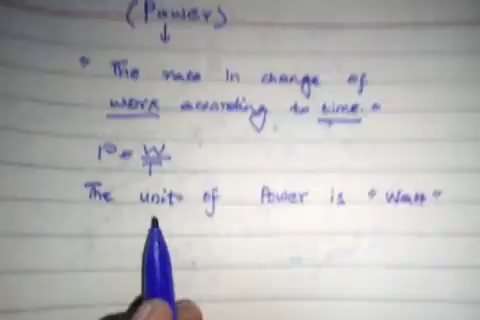 (Power)
↓
" The rate in change of
work according to time. "
P = W/T
The unit of Power is " Watt "